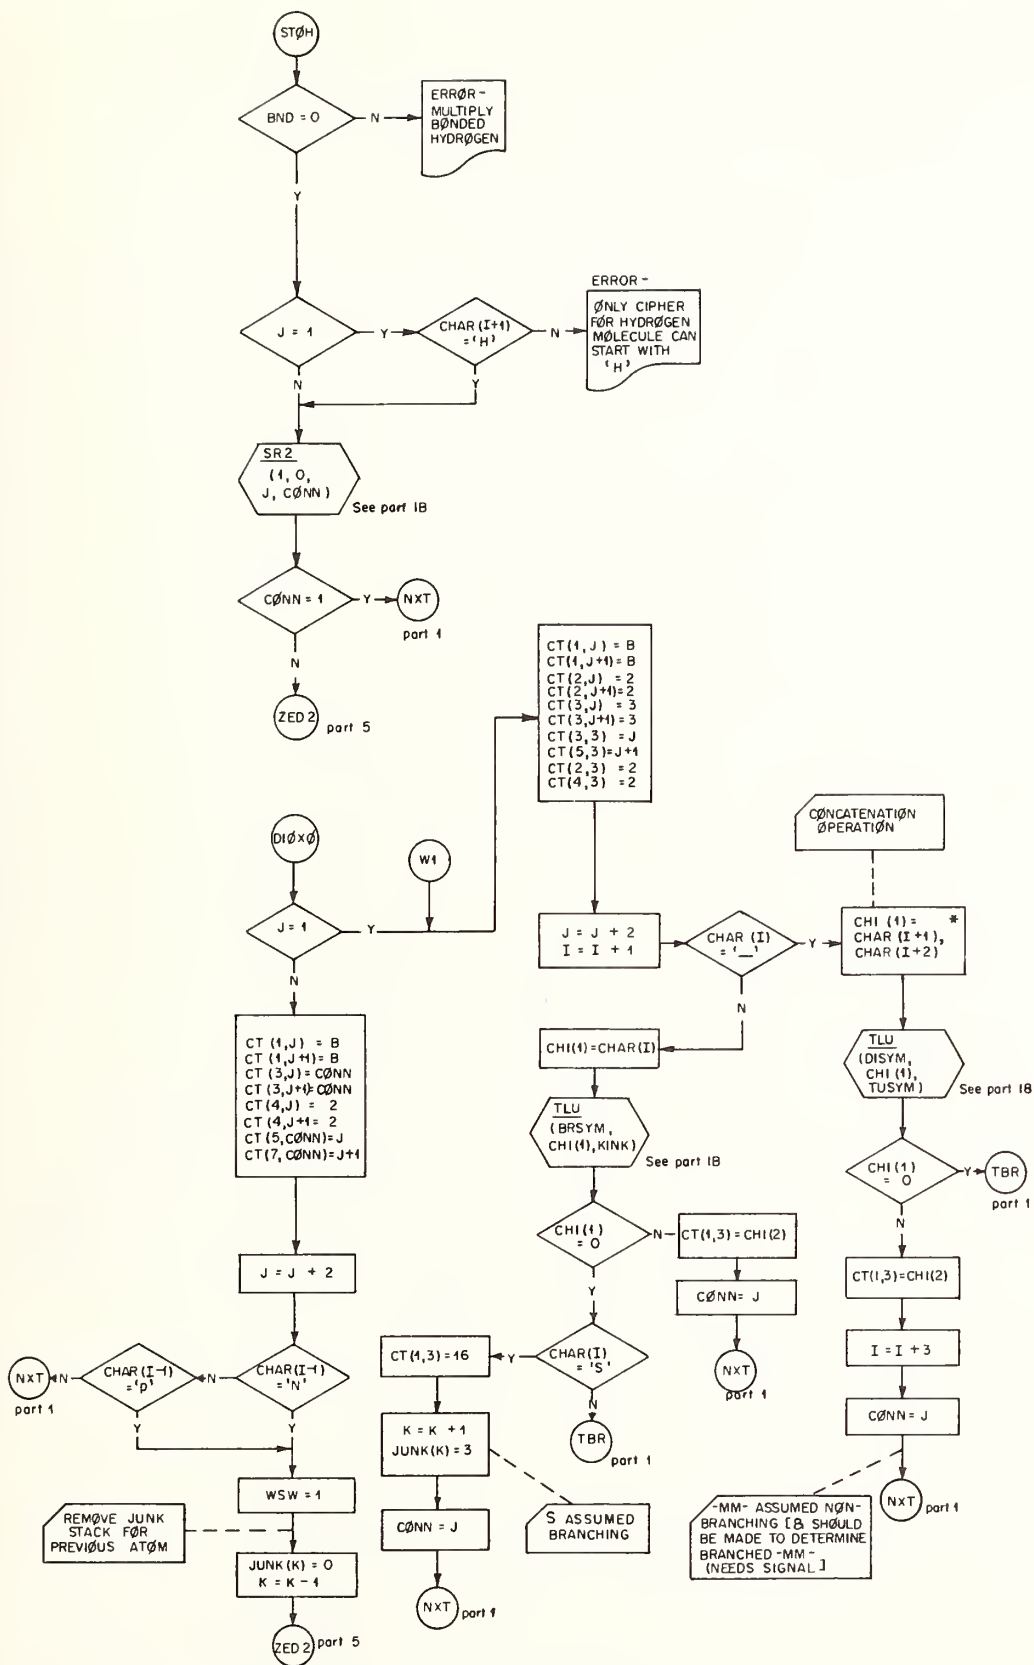 STØH
BND = 0
N
ERRØR -
MULTIPLY
BØNDED
HYDRØGEN
Y
J = 1
Y
CHAR (I+1)
= 'H'
N
ERROR -
ØNLY CIPHER
FØR HYDRØGEN
MØLECULE CAN
START WITH
'H'
N
Y
SR2
(1, 0,
J, CØNN)
See part 1B
CØNN = 1
Y
NXT
part 1
N
ZED 2
part 5
CT(1,J) = B
CT(1,J+1)= B
CT(2,J) = 2
CT(2,J+1)=2
CT(3,J) = 3
CT(3,J+1)=3
CT(3,3) = J
CT(5,3)=J+1
CT(2,3) = 2
CT(4,3) = 2
DIØXØ
W1
J = 1
Y
N
J = J + 2
I = I + 1
CHAR (I)
= '_'
Y
N
CØNCATENATIØN
ØPERATIØN
CHI (1) = *
CHAR (I+1),
CHAR (I+2)
TLU
(DISYM,
CHI (1),
TUSYM)
See part 1B
CHI (1)
= 0
Y
TBR
part 1
N
CT(1,3)=CHI(2)
I = I + 3
CØNN = J
NXT
part 1
-MM- ASSUMED NØN-
BRANCHING [& SHØULD
BE MADE TØ DETERMINE
BRANCHED -MM-
(NEEDS SIGNAL]
CHI(1)=CHAR(I)
TLU
(BRSYM,
CHI(1), KINK)
See part 1B
CHI(1)
= 0
N
CT(1,3) = CHI(2)
CØNN = J
NXT
part 1
Y
CHAR(I)
= 'S'
Y
N
TBR
part 1
CT(1,3)=16
K = K + 1
JUNK(K)= 3
S ASSUMED
BRANCHING
CØNN = J
NXT
part 1
CT (1,J) = B
CT (1,J+1)= B
CT (3,J)= CØNN
CT (3,J+1)=CØNN
CT(4,J) = 2
CT(4,J+1= 2
CT(5,CØNN)=J
CT(7,CØNN)=J+1
J = J + 2
CHAR(I-1)
= 'N'
N
CHAR(I-1)
= 'P'
N
NXT
part 1
Y
Y
WSW = 1
REMØVE JUNK
STACK FØR
PREVIØUS ATØM
JUNK(K) = 0
K = K - 1
ZED 2
part 5